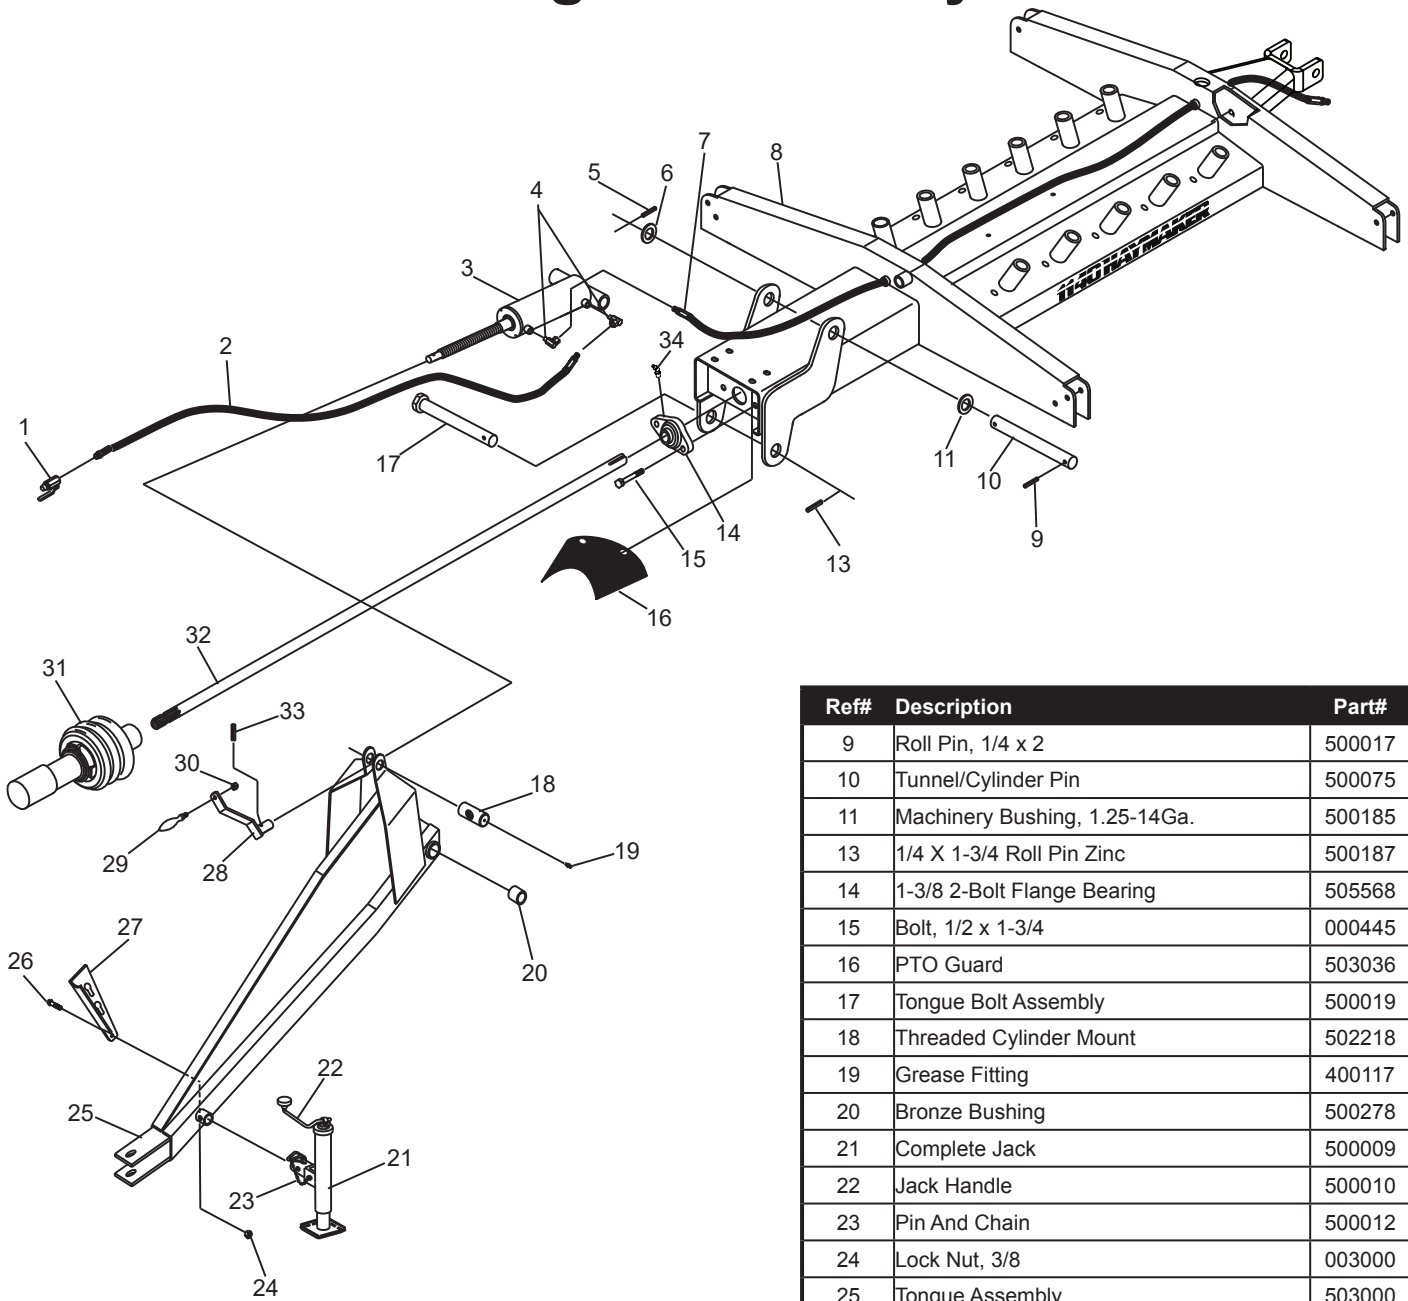 5
6
7
8
4
3
34
2
1
17
11
10
9
14
15
13
16
32
31
33
30
18
29
28
19
27
26
20
22
25
21
23
24
1140 HAYMAKER
Ref# Description Part#
9 Roll Pin, 1/4 x 2 500017
10 Tunnel/Cylinder Pin 500075
11 Machinery Bushing, 1.25-14Ga. 500185
13 1/4 X 1-3/4 Roll Pin Zinc 500187
14 1-3/8 2-Bolt Flange Bearing 505568
15 Bolt, 1/2 x 1-3/4 000445
16 PTO Guard 503036
17 Tongue Bolt Assembly 500019
18 Threaded Cylinder Mount 502218
19 Grease Fitting 400117
20 Bronze Bushing 500278
21 Complete Jack 500009
22 Jack Handle 500010
23 Pin And Chain 500012
24 Lock Nut, 3/8 003000
25 Tongue Assembly 503000